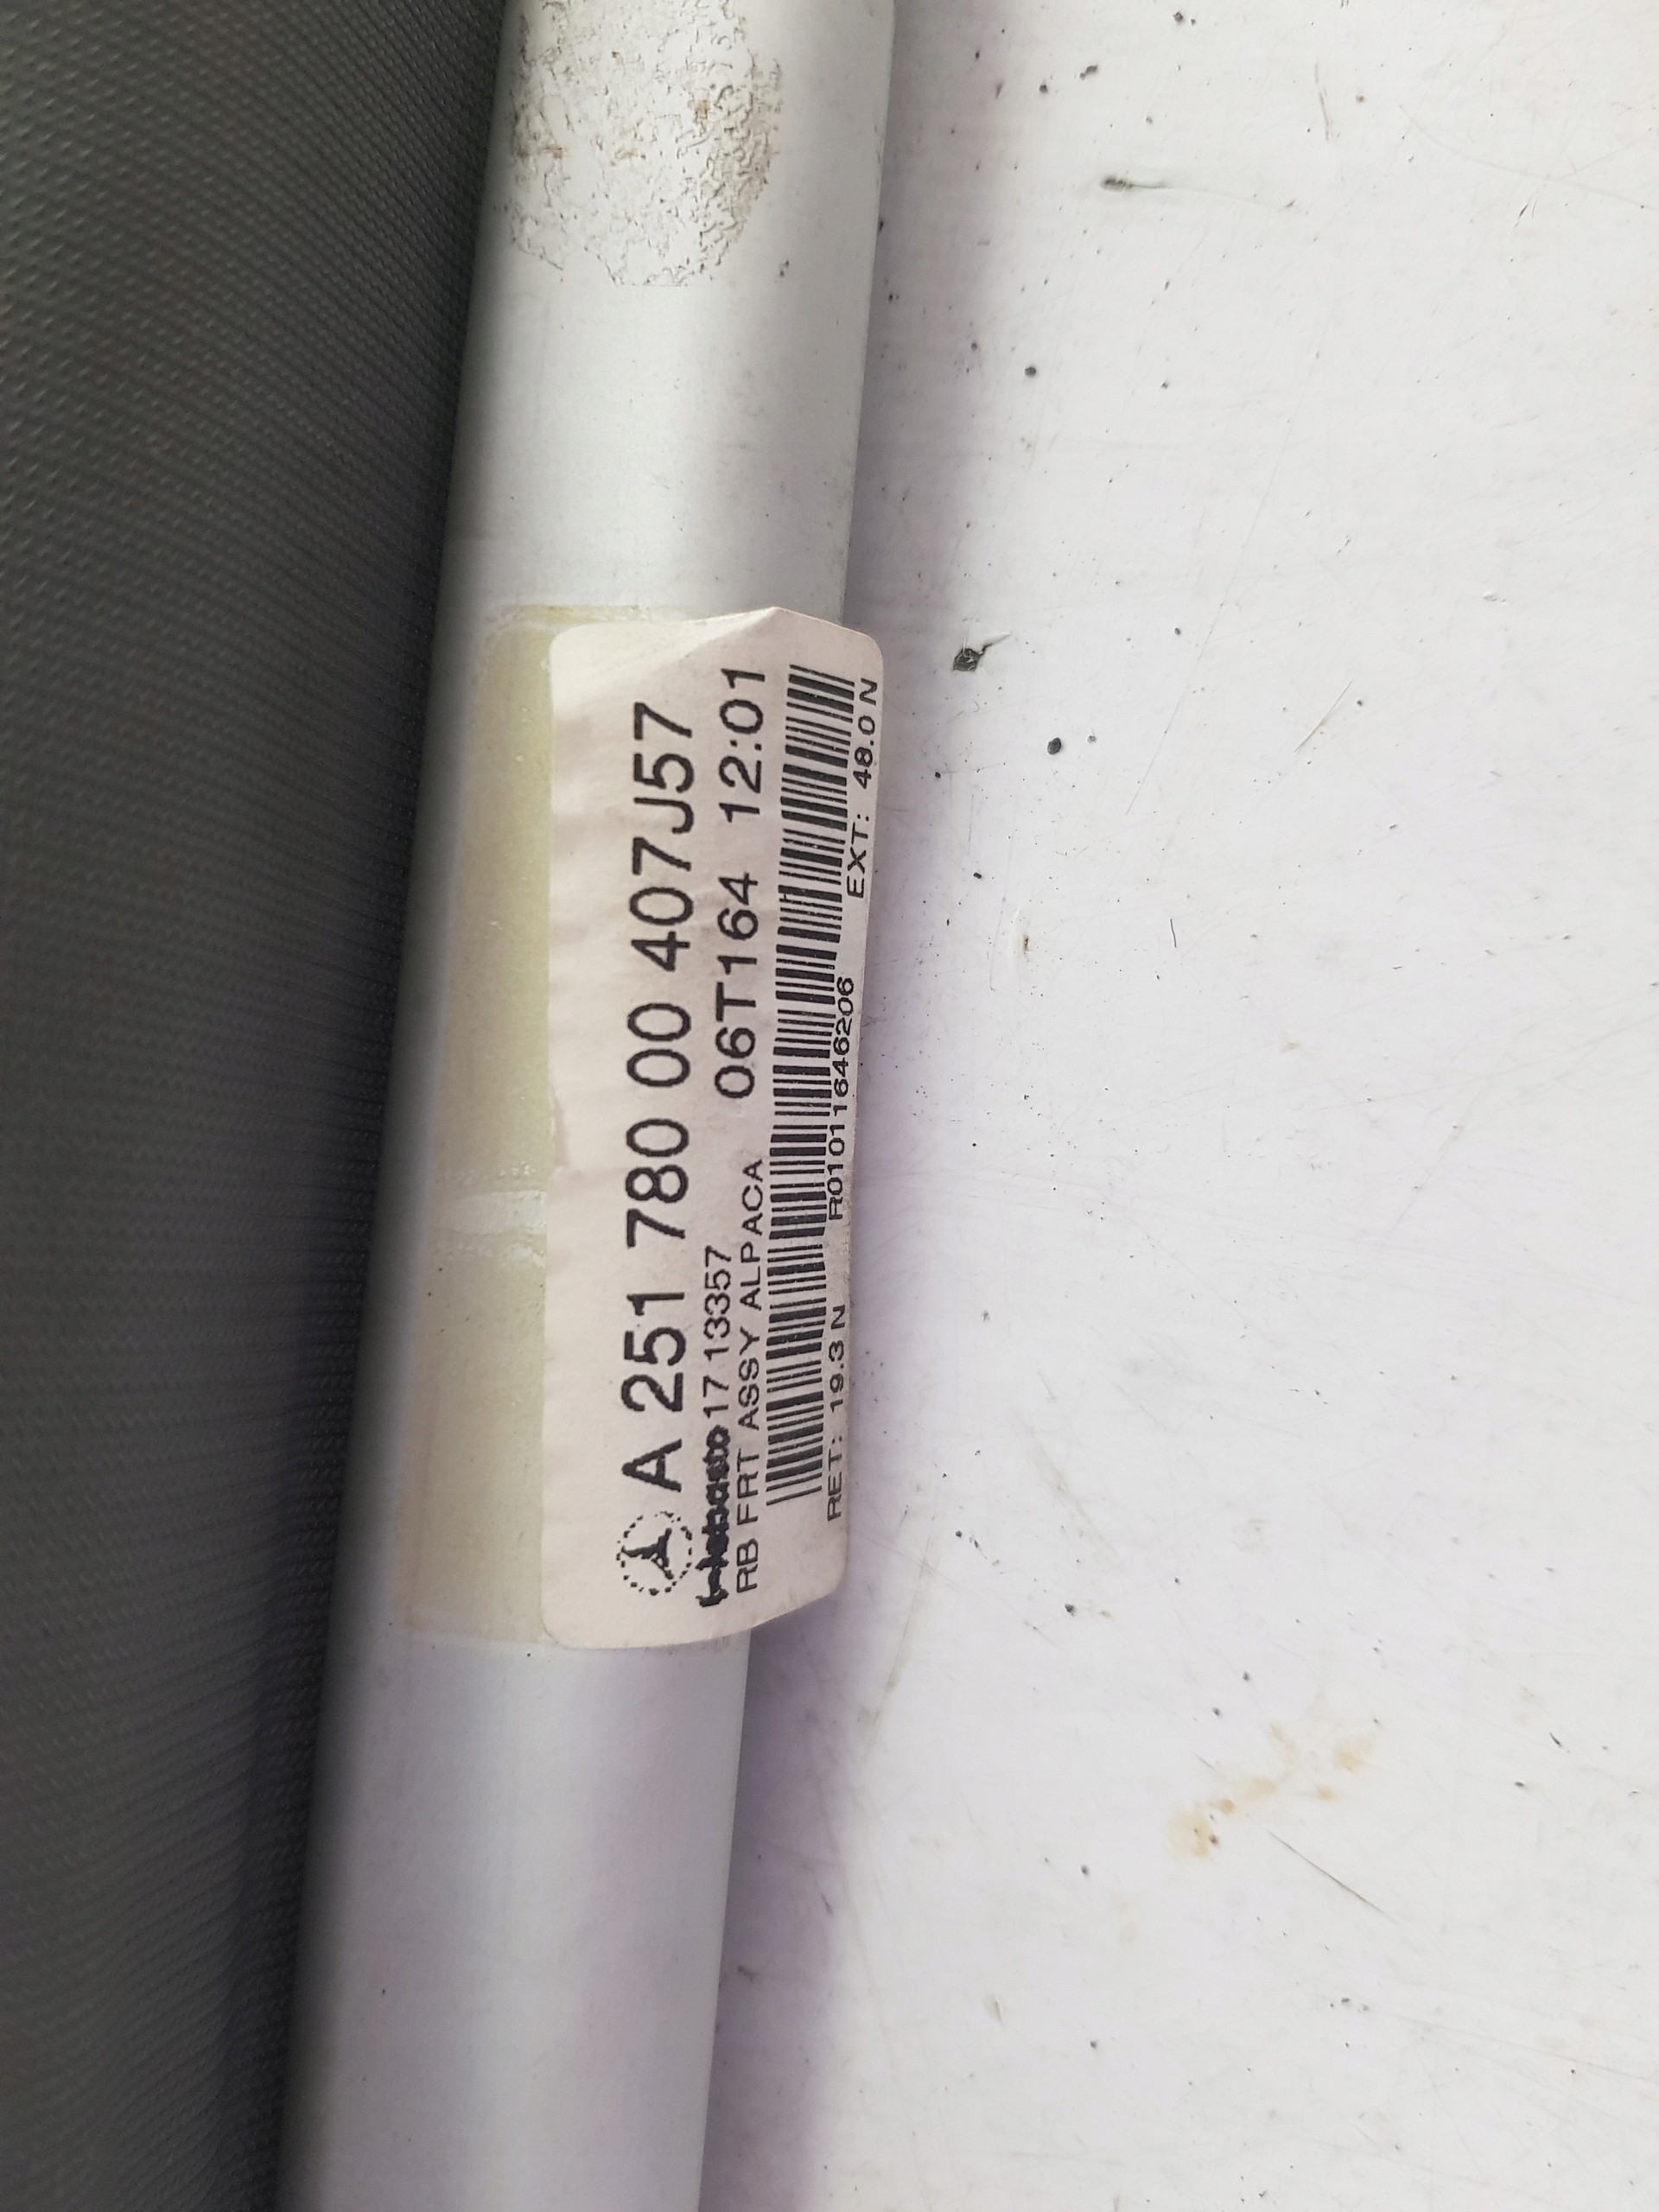 A 251 780 00 407J57
Webasto 1713357
RB FRT ASSY ALPACA 06T164 12:01
RET: 19.3 N R01011646206 EXT: 48.0 N